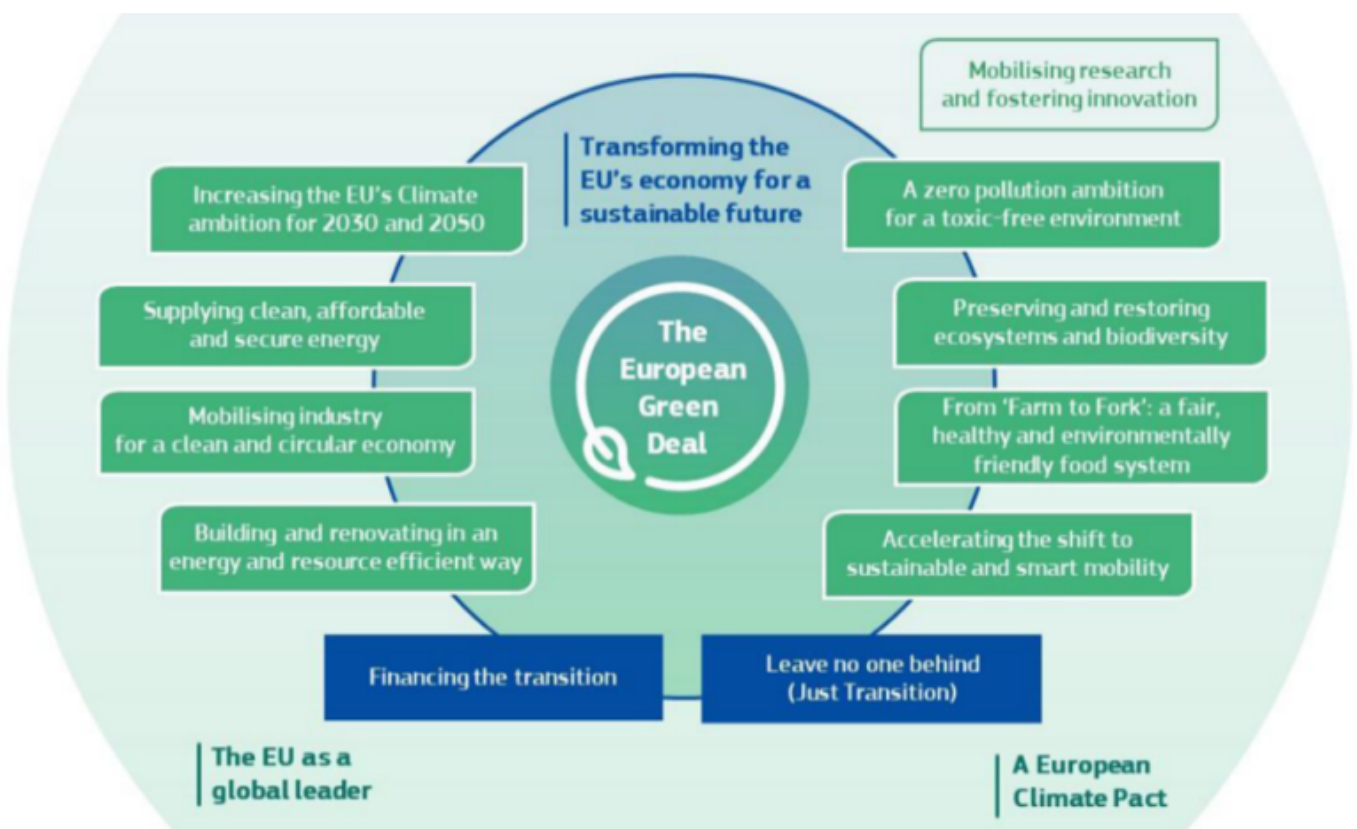 Mobilising research
and fostering innovation
Transforming the
EU's economy for a
sustainable future
Increasing the EU's Climate
ambition for 2030 and 2050
Supplying clean, affordable
and secure energy
Mobilising industry
for a clean and circular economy
Building and renovating in an
energy and resource efficient way
The
European
Green
Deal
A zero pollution ambition
for a toxic-free environment
Preserving and restoring
ecosystems and biodiversity
From 'Farm to Fork': a fair,
healthy and environmentally
friendly food system
Accelerating the shift to
sustainable and smart mobility
Financing the transition
Leave no one behind
(Just Transition)
The EU as a
global leader
A European
Climate Pact